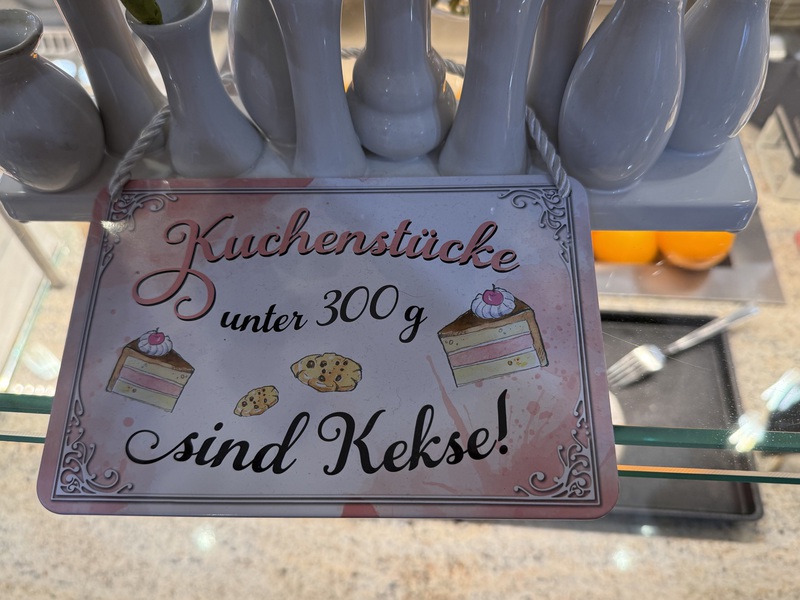 Kuchenstücke
unter 300 g
sind Kekse!